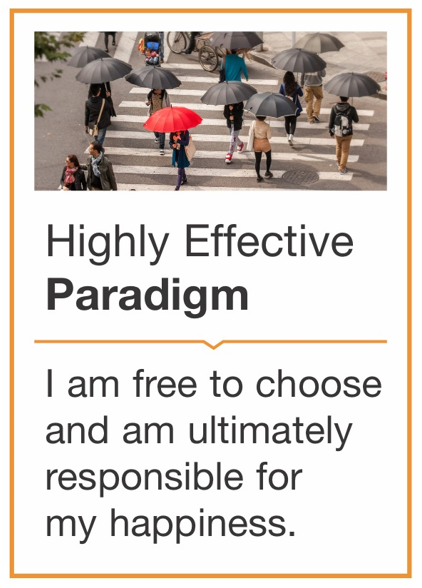 Highly Effective
Paradigm
I am free to choose
and am ultimately
responsible for
my happiness.